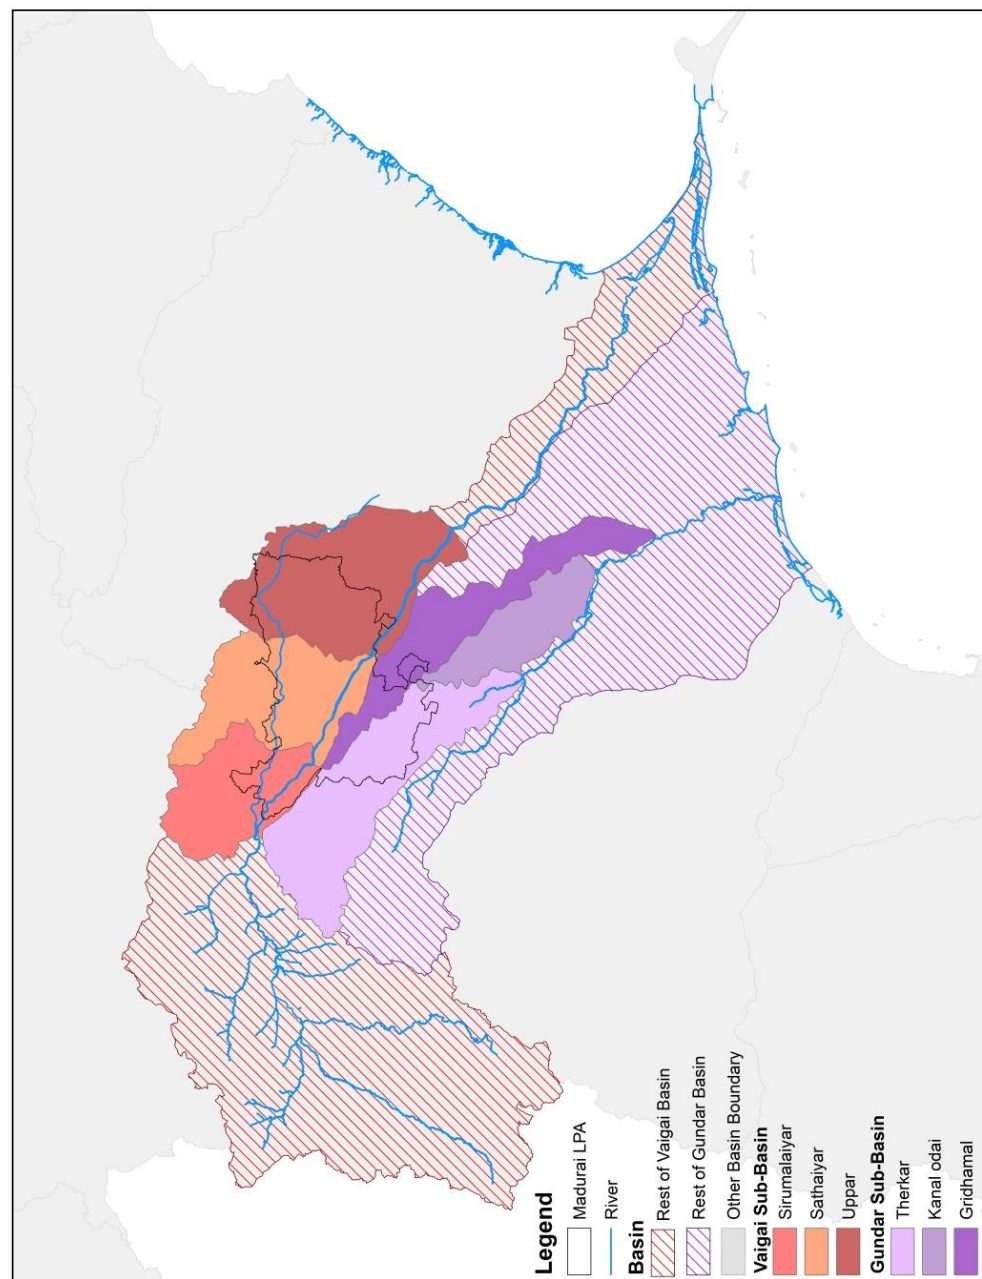 Legend
Madurai LPA
River
Basin
Rest of Vaigai Basin
Rest of Gundar Basin
Other Basin Boundary
Vaigai Sub-Basin
Sirumalaiyar
Sathaiyar
Uppar
Gundar Sub-Basin
Therkar
Kanal odai
Gridhamal